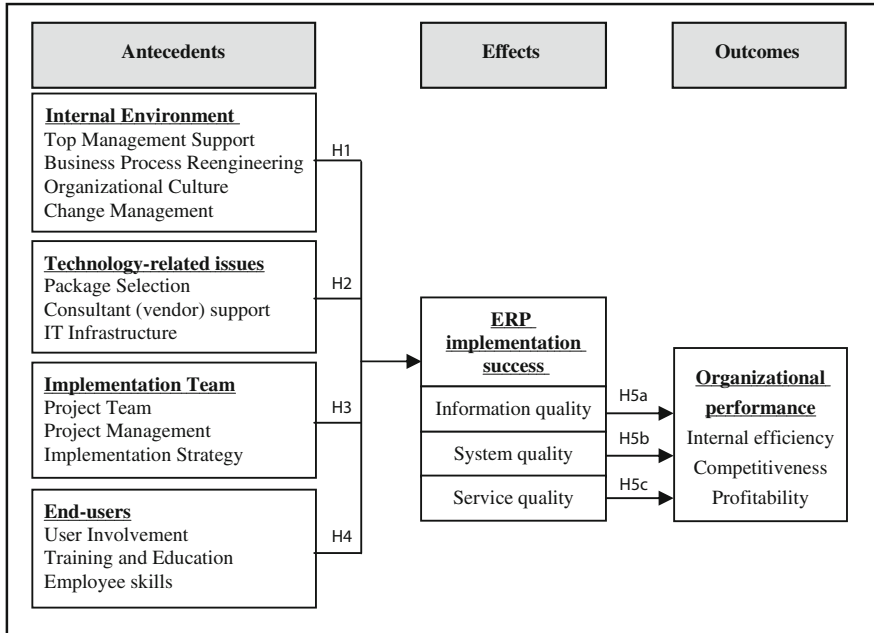 Antecedents
Effects
Outcomes
Internal Environment
Top Management Support
Business Process Reengineering
Organizational Culture
Change Management
H1
Technology-related issues
Package Selection
Consultant (vendor) support
IT Infrastructure
H2
Implementation Team
Project Team
Project Management
Implementation Strategy
H3
End-users
User Involvement
Training and Education
Employee skills
H4
ERP
implementation
success
Information quality
System quality
Service quality
H5a
H5b
H5c
Organizational
performance
Internal efficiency
Competitiveness
Profitability